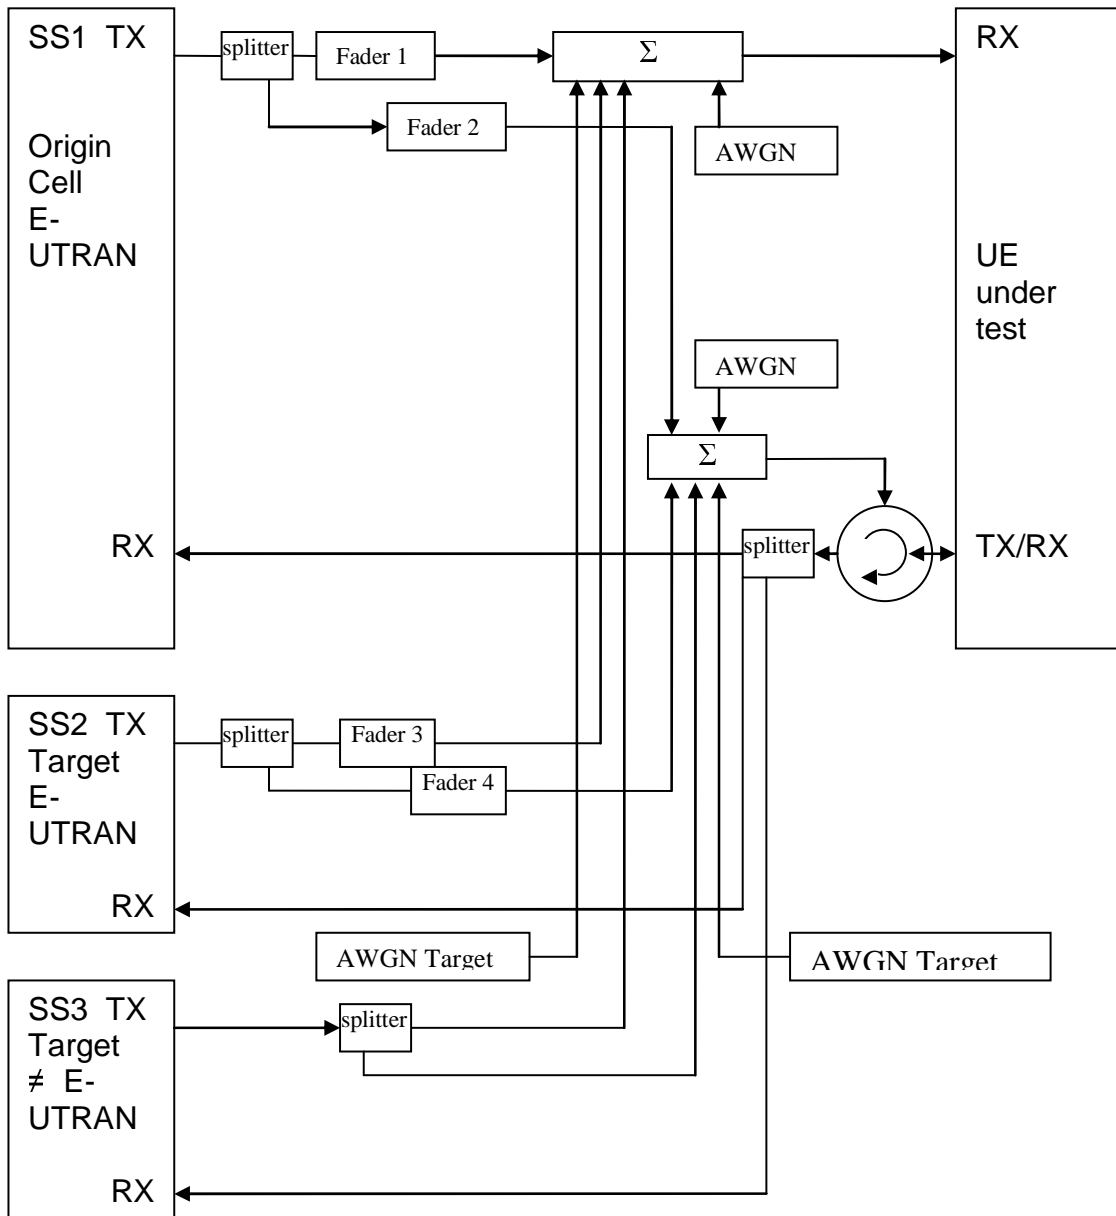 SS1 TX
Origin
Cell
E-
UTRAN
RX
splitter
Fader 1
Fader 2
Σ
AWGN
RX
UE
under
test
TX/RX
AWGN
Σ
splitter
SS2 TX
Target
E-
UTRAN
RX
splitter
Fader 3
Fader 4
AWGN Target
AWGN Target
SS3 TX
Target
≠ E-
UTRAN
RX
splitter